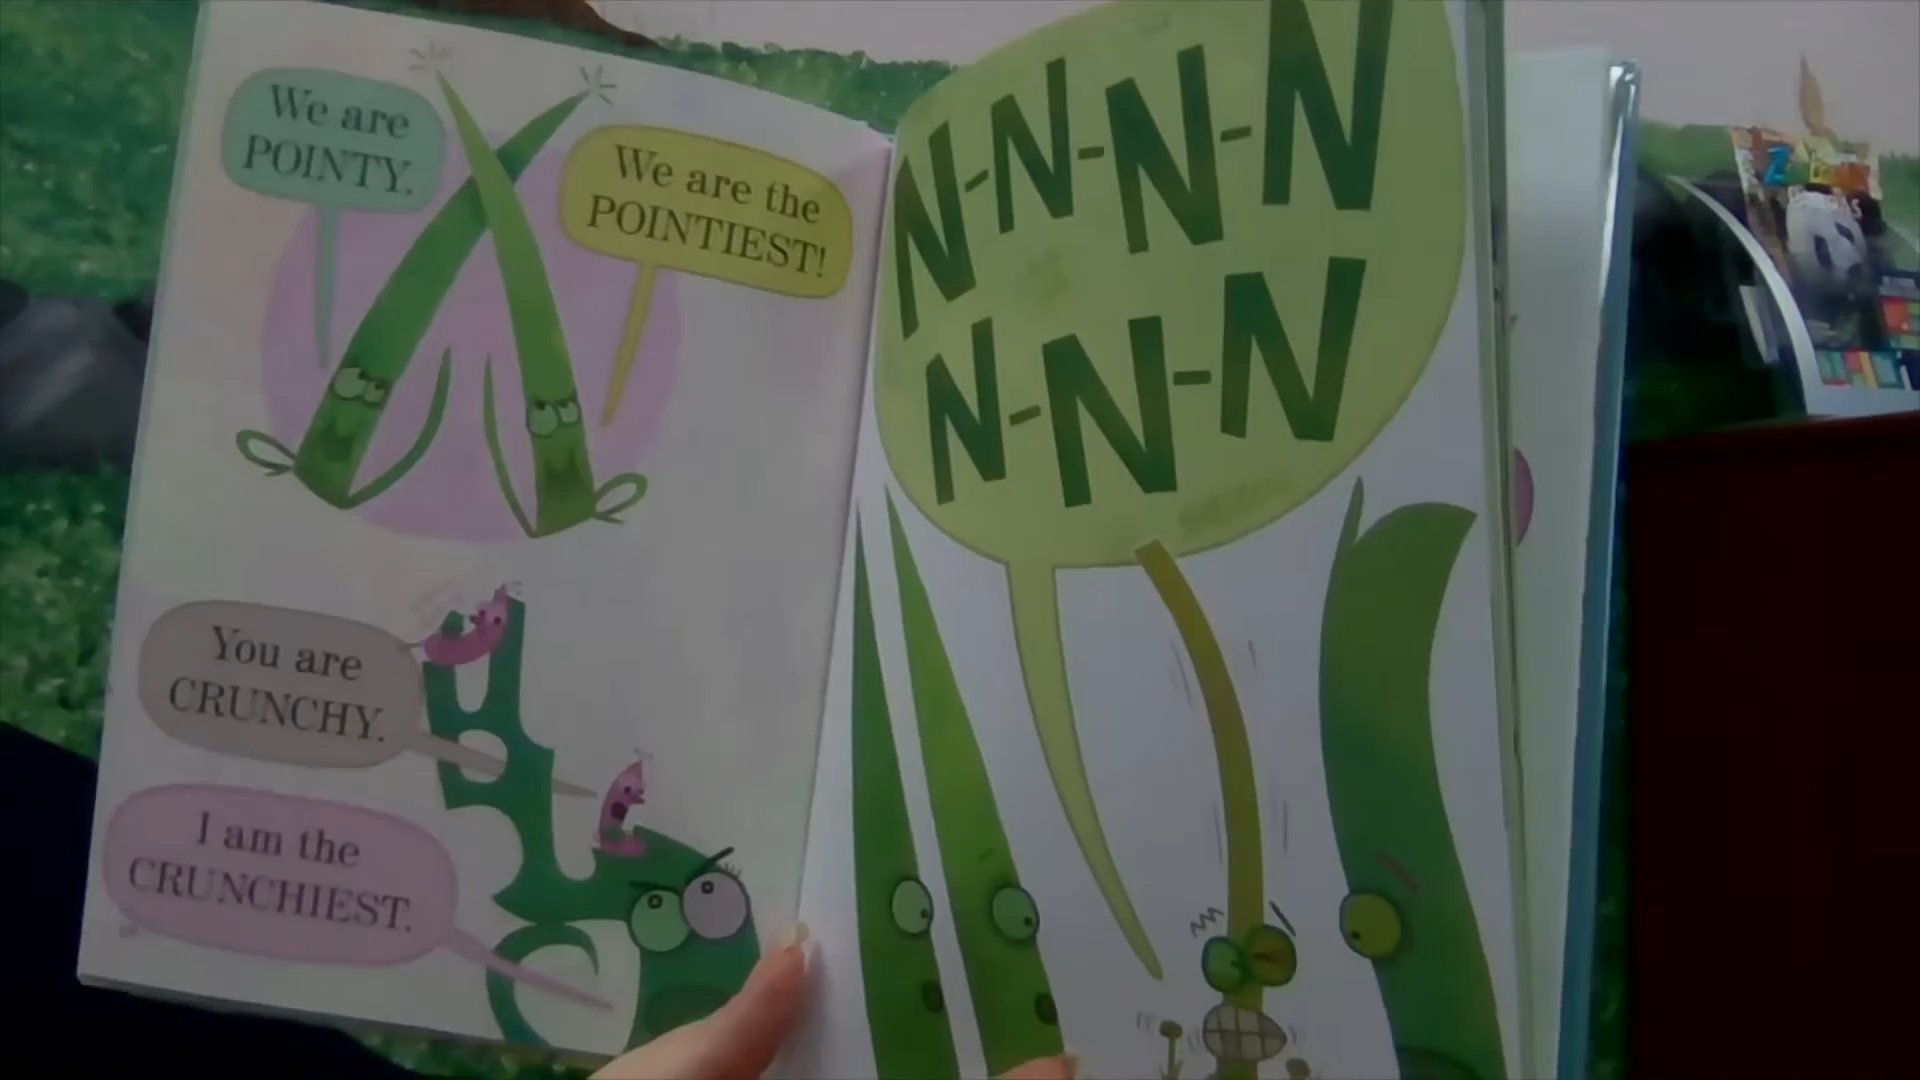 We are
POINTY.
We are the
POINTIEST!
You are
CRUNCHY.
I am the
CRUNCHIEST.
N-N-N-N
N-N-N